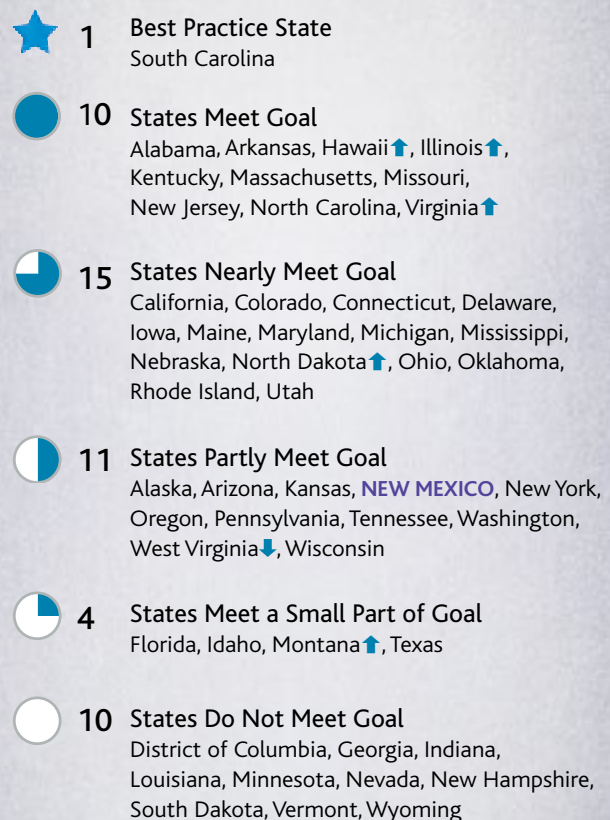 1 Best Practice State
South Carolina
10 States Meet Goal
Alabama, Arkansas, Hawaii⬆, Illinois⬆,
Kentucky, Massachusetts, Missouri,
New Jersey, North Carolina, Virginia⬆
15 States Nearly Meet Goal
California, Colorado, Connecticut, Delaware,
Iowa, Maine, Maryland, Michigan, Mississippi,
Nebraska, North Dakota⬆, Ohio, Oklahoma,
Rhode Island, Utah
11 States Partly Meet Goal
Alaska, Arizona, Kansas, NEW MEXICO, New York,
Oregon, Pennsylvania, Tennessee, Washington,
West Virginia⬇, Wisconsin
4 States Meet a Small Part of Goal
Florida, Idaho, Montana⬆, Texas
10 States Do Not Meet Goal
District of Columbia, Georgia, Indiana,
Louisiana, Minnesota, Nevada, New Hampshire,
South Dakota, Vermont, Wyoming